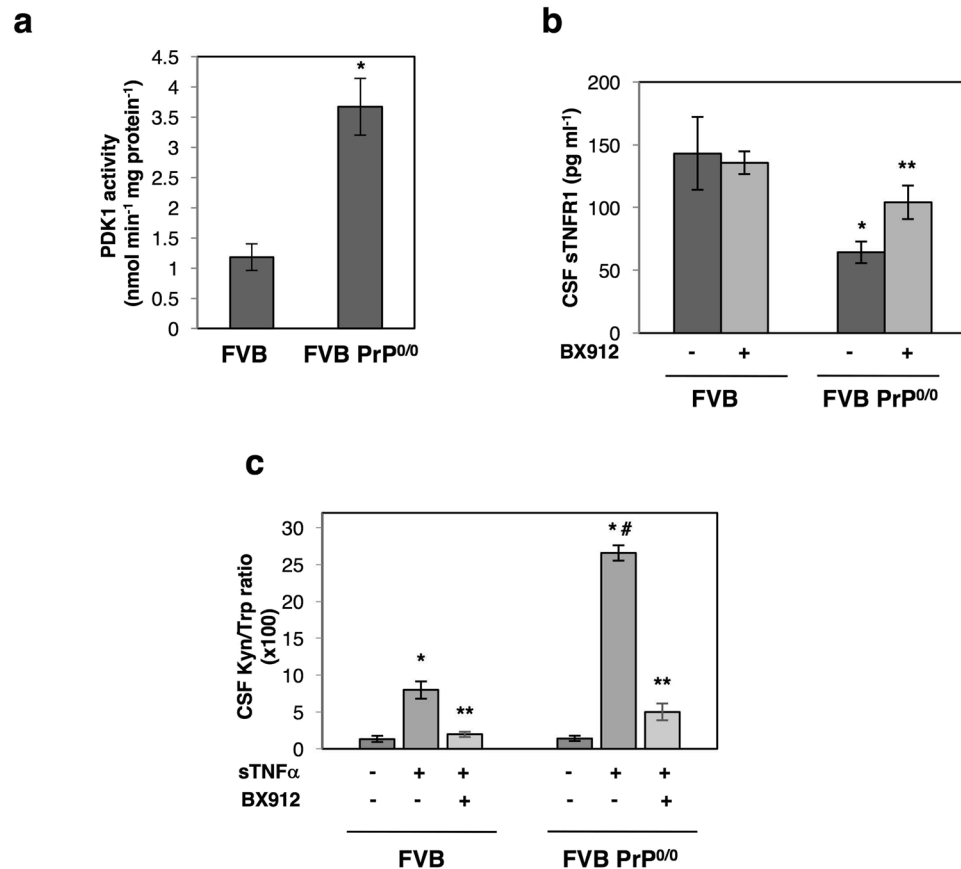 a
PDK1 activity
(nmol min⁻¹ mg protein⁻¹)
4.5
4
3.5
3
2.5
2
1.5
1
0.5
0
*
FVB
FVB PrP⁰/⁰
b
CSF sTNFR1 (pg ml⁻¹)
200
150
100
50
0
*
**
BX912 - + - +
FVB
FVB PrP⁰/⁰
c
CSF Kyn/Trp ratio
(x100)
30
25
20
15
10
5
0
*
**
* #
**
sTNFα - + + - + +
BX912 - - + - - +
FVB
FVB PrP⁰/⁰